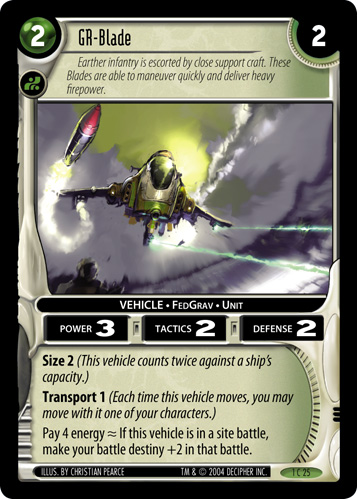 2
GR-Blade
2
Earther infantry is escorted by close support craft. These
Blades are able to maneuver quickly and deliver heavy
firepower.
VEHICLE • FEDGRAV • UNIT
POWER 3 TACTICS 2 DEFENSE 2
Size 2 (This vehicle counts twice against a ship's
capacity.)
Transport 1 (Each time this vehicle moves, you may
move with it one of your characters.)
Pay 4 energy ≈ If this vehicle is in a site battle,
make your battle destiny +2 in that battle.
ILLUS. BY CHRISTIAN PEARCE TM & © 2004 DECIPHER INC. 1 C 25